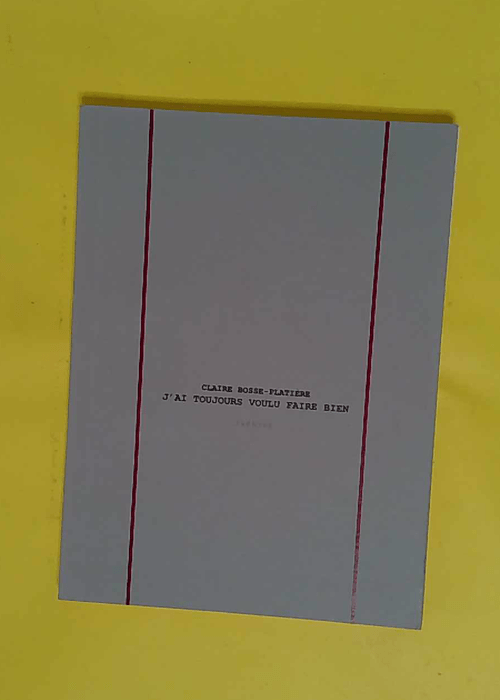 CLAIRE BOSSE-PLATIÈRE
J'AI TOUJOURS VOULU FAIRE BIEN